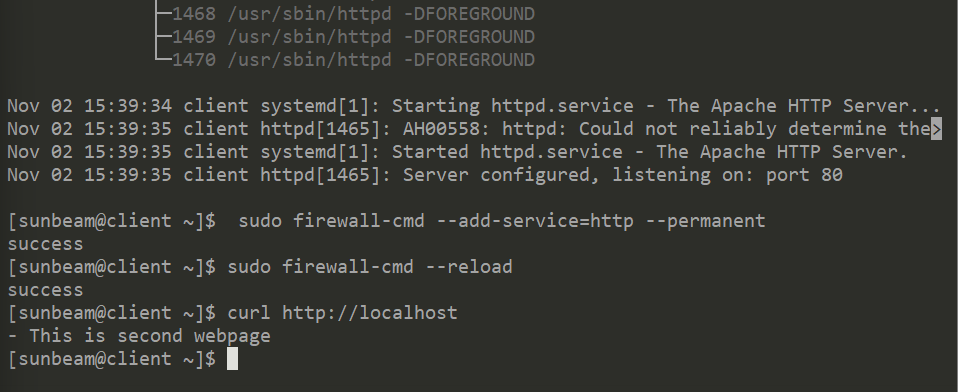 ├─1468 /usr/sbin/httpd -DFOREGROUND
├─1469 /usr/sbin/httpd -DFOREGROUND
└─1470 /usr/sbin/httpd -DFOREGROUND
Nov 02 15:39:34 client systemd[1]: Starting httpd.service - The Apache HTTP Server...
Nov 02 15:39:35 client httpd[1465]: AH00558: httpd: Could not reliably determine the>
Nov 02 15:39:35 client systemd[1]: Started httpd.service - The Apache HTTP Server.
Nov 02 15:39:35 client httpd[1465]: Server configured, listening on: port 80
[sunbeam@client ~]$  sudo firewall-cmd --add-service=http --permanent
success
[sunbeam@client ~]$ sudo firewall-cmd --reload
success
[sunbeam@client ~]$ curl http://localhost
- This is second webpage
[sunbeam@client ~]$